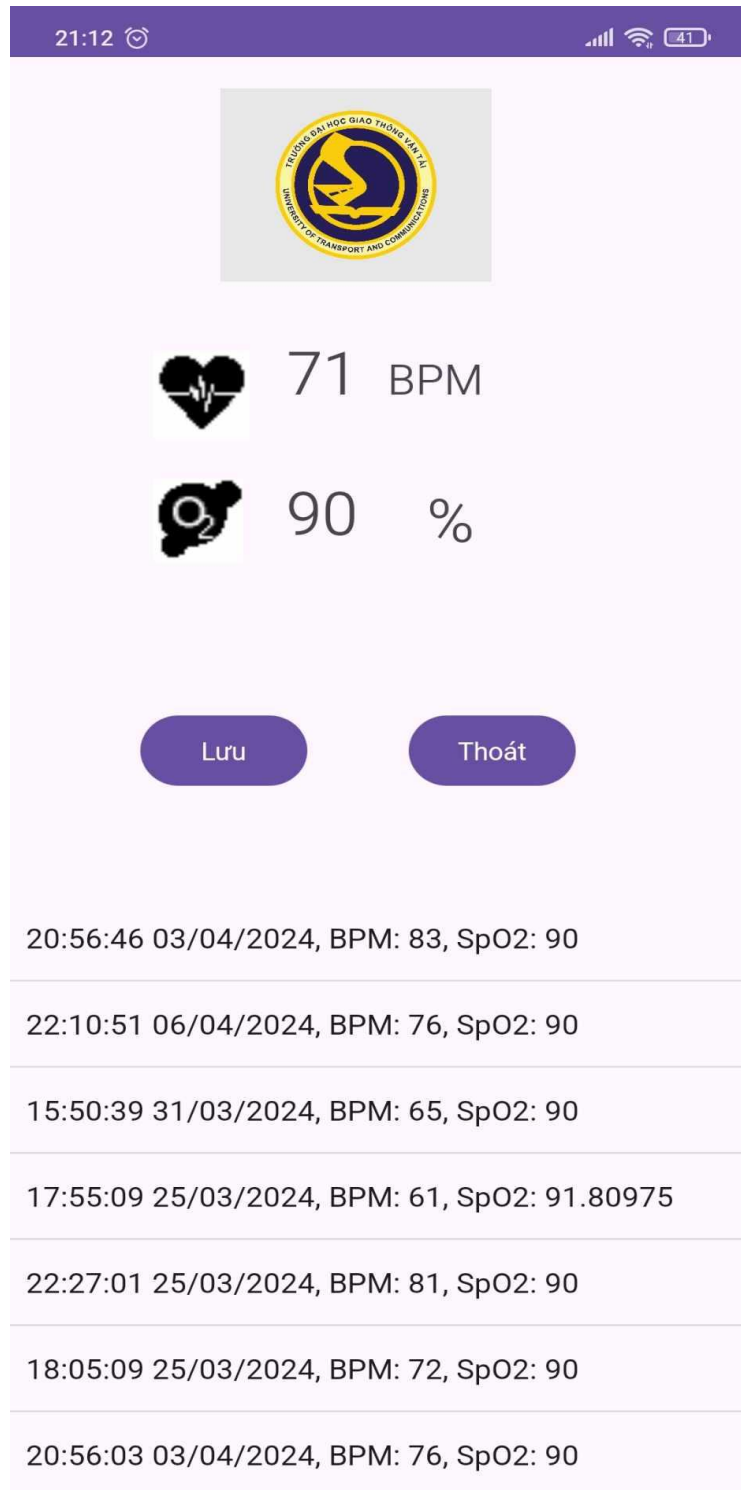 21:12
41
TRƯỜNG ĐẠI HỌC GIAO THÔNG VẬN TẢI
UNIVERSITY OF TRANSPORT AND COMMUNICATIONS
71 BPM
O2
90 %
Lưu Thoát
20:56:46 03/04/2024, BPM: 83, SpO2: 90
22:10:51 06/04/2024, BPM: 76, SpO2: 90
15:50:39 31/03/2024, BPM: 65, SpO2: 90
17:55:09 25/03/2024, BPM: 61, SpO2: 91.80975
22:27:01 25/03/2024, BPM: 81, SpO2: 90
18:05:09 25/03/2024, BPM: 72, SpO2: 90
20:56:03 03/04/2024, BPM: 76, SpO2: 90